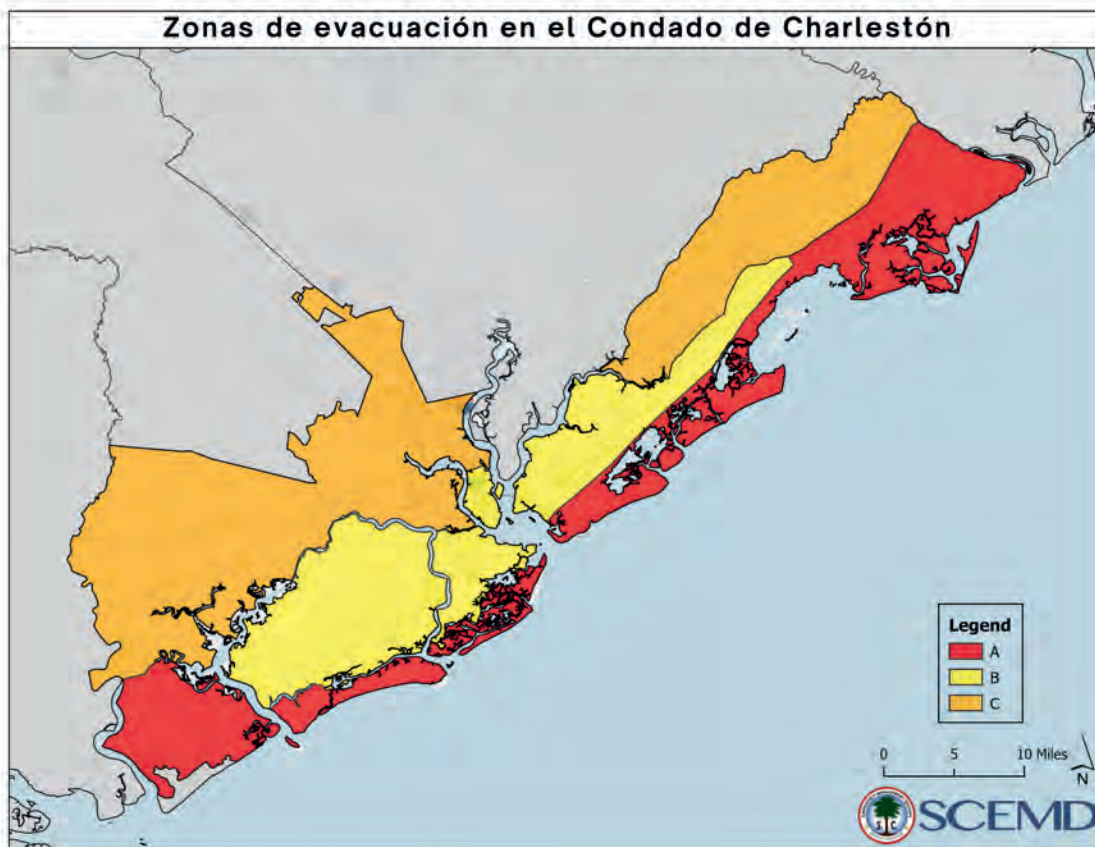 Zonas de evacuación en el Condado de Charlestón
Legend
A
B
C
0 5 10 Miles
N
SCEMD